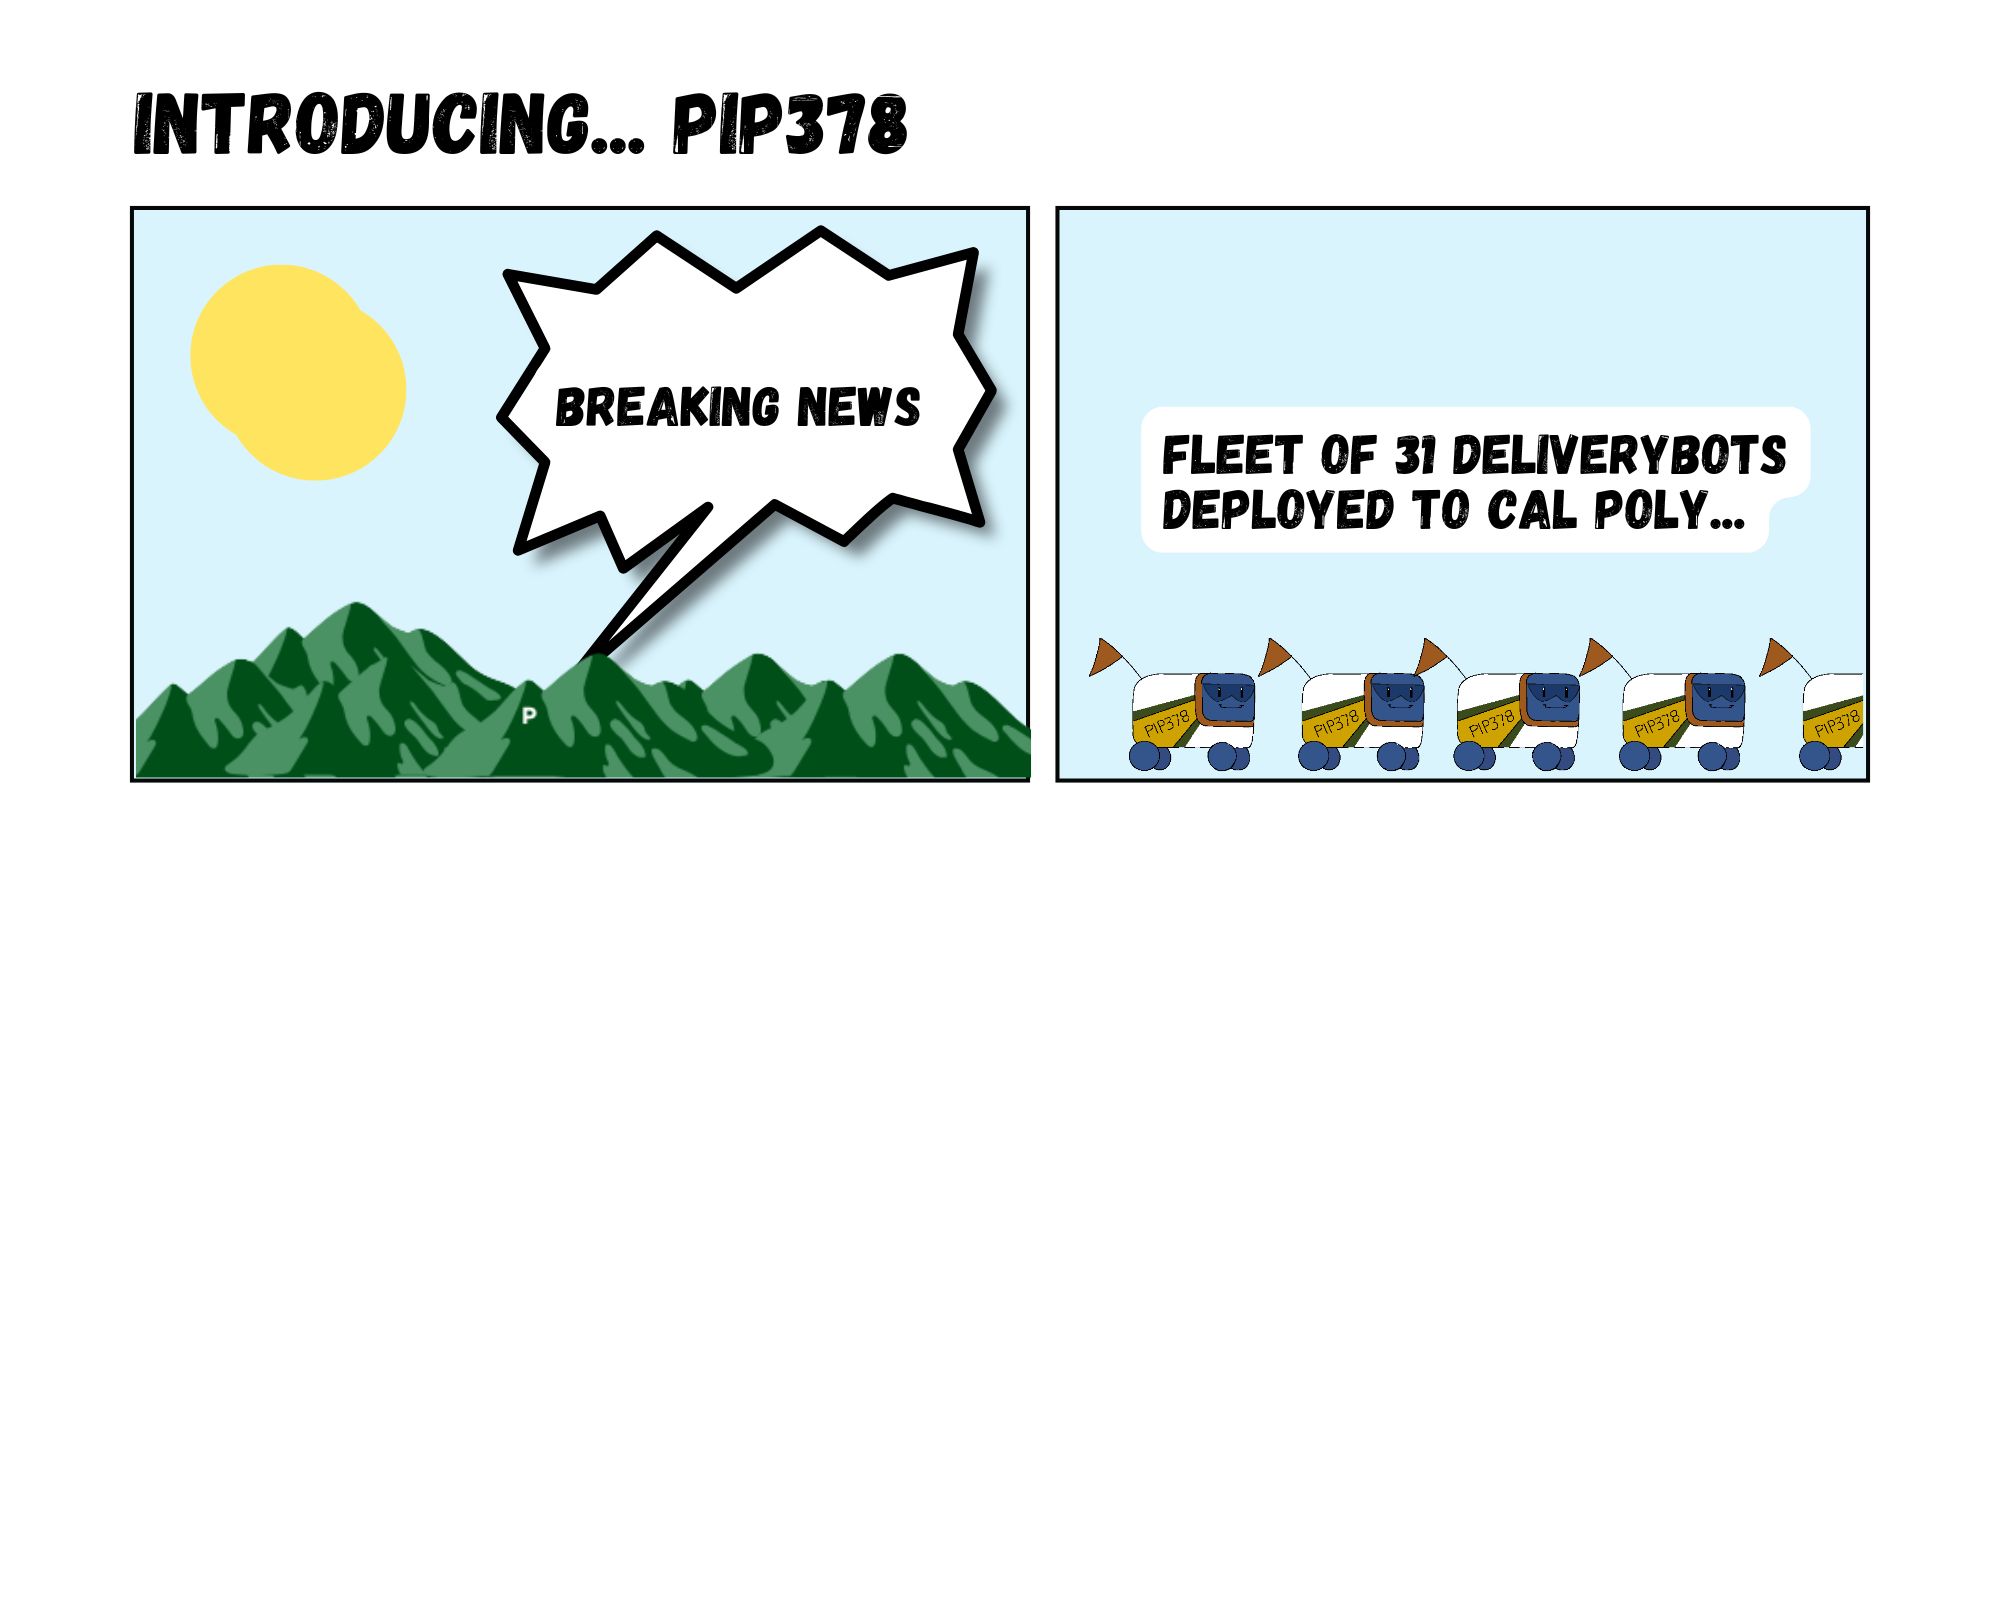 INTRODUCING... PIP378
BREAKING NEWS
P
FLEET OF 31 DELIVERYBOTS
DEPLOYED TO CAL POLY...
PIP378
PIP378
PIP378
PIP378
PIP378